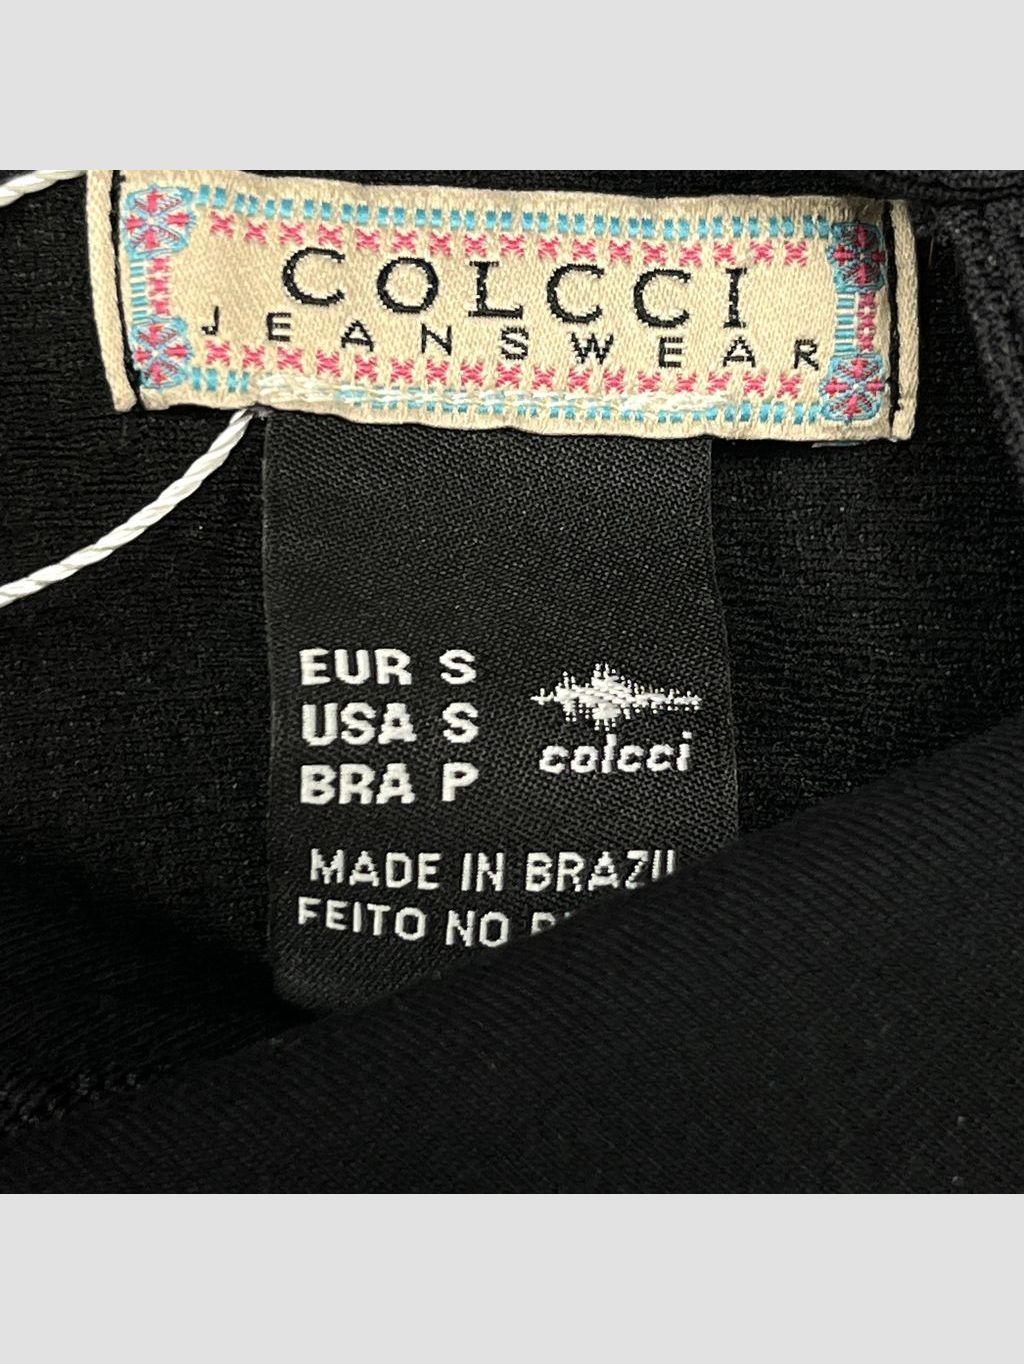 COLCCI
JEANSWEAR
EUR S
USA S
BRA P
colcci
MADE IN BRAZIL
FEITO NO